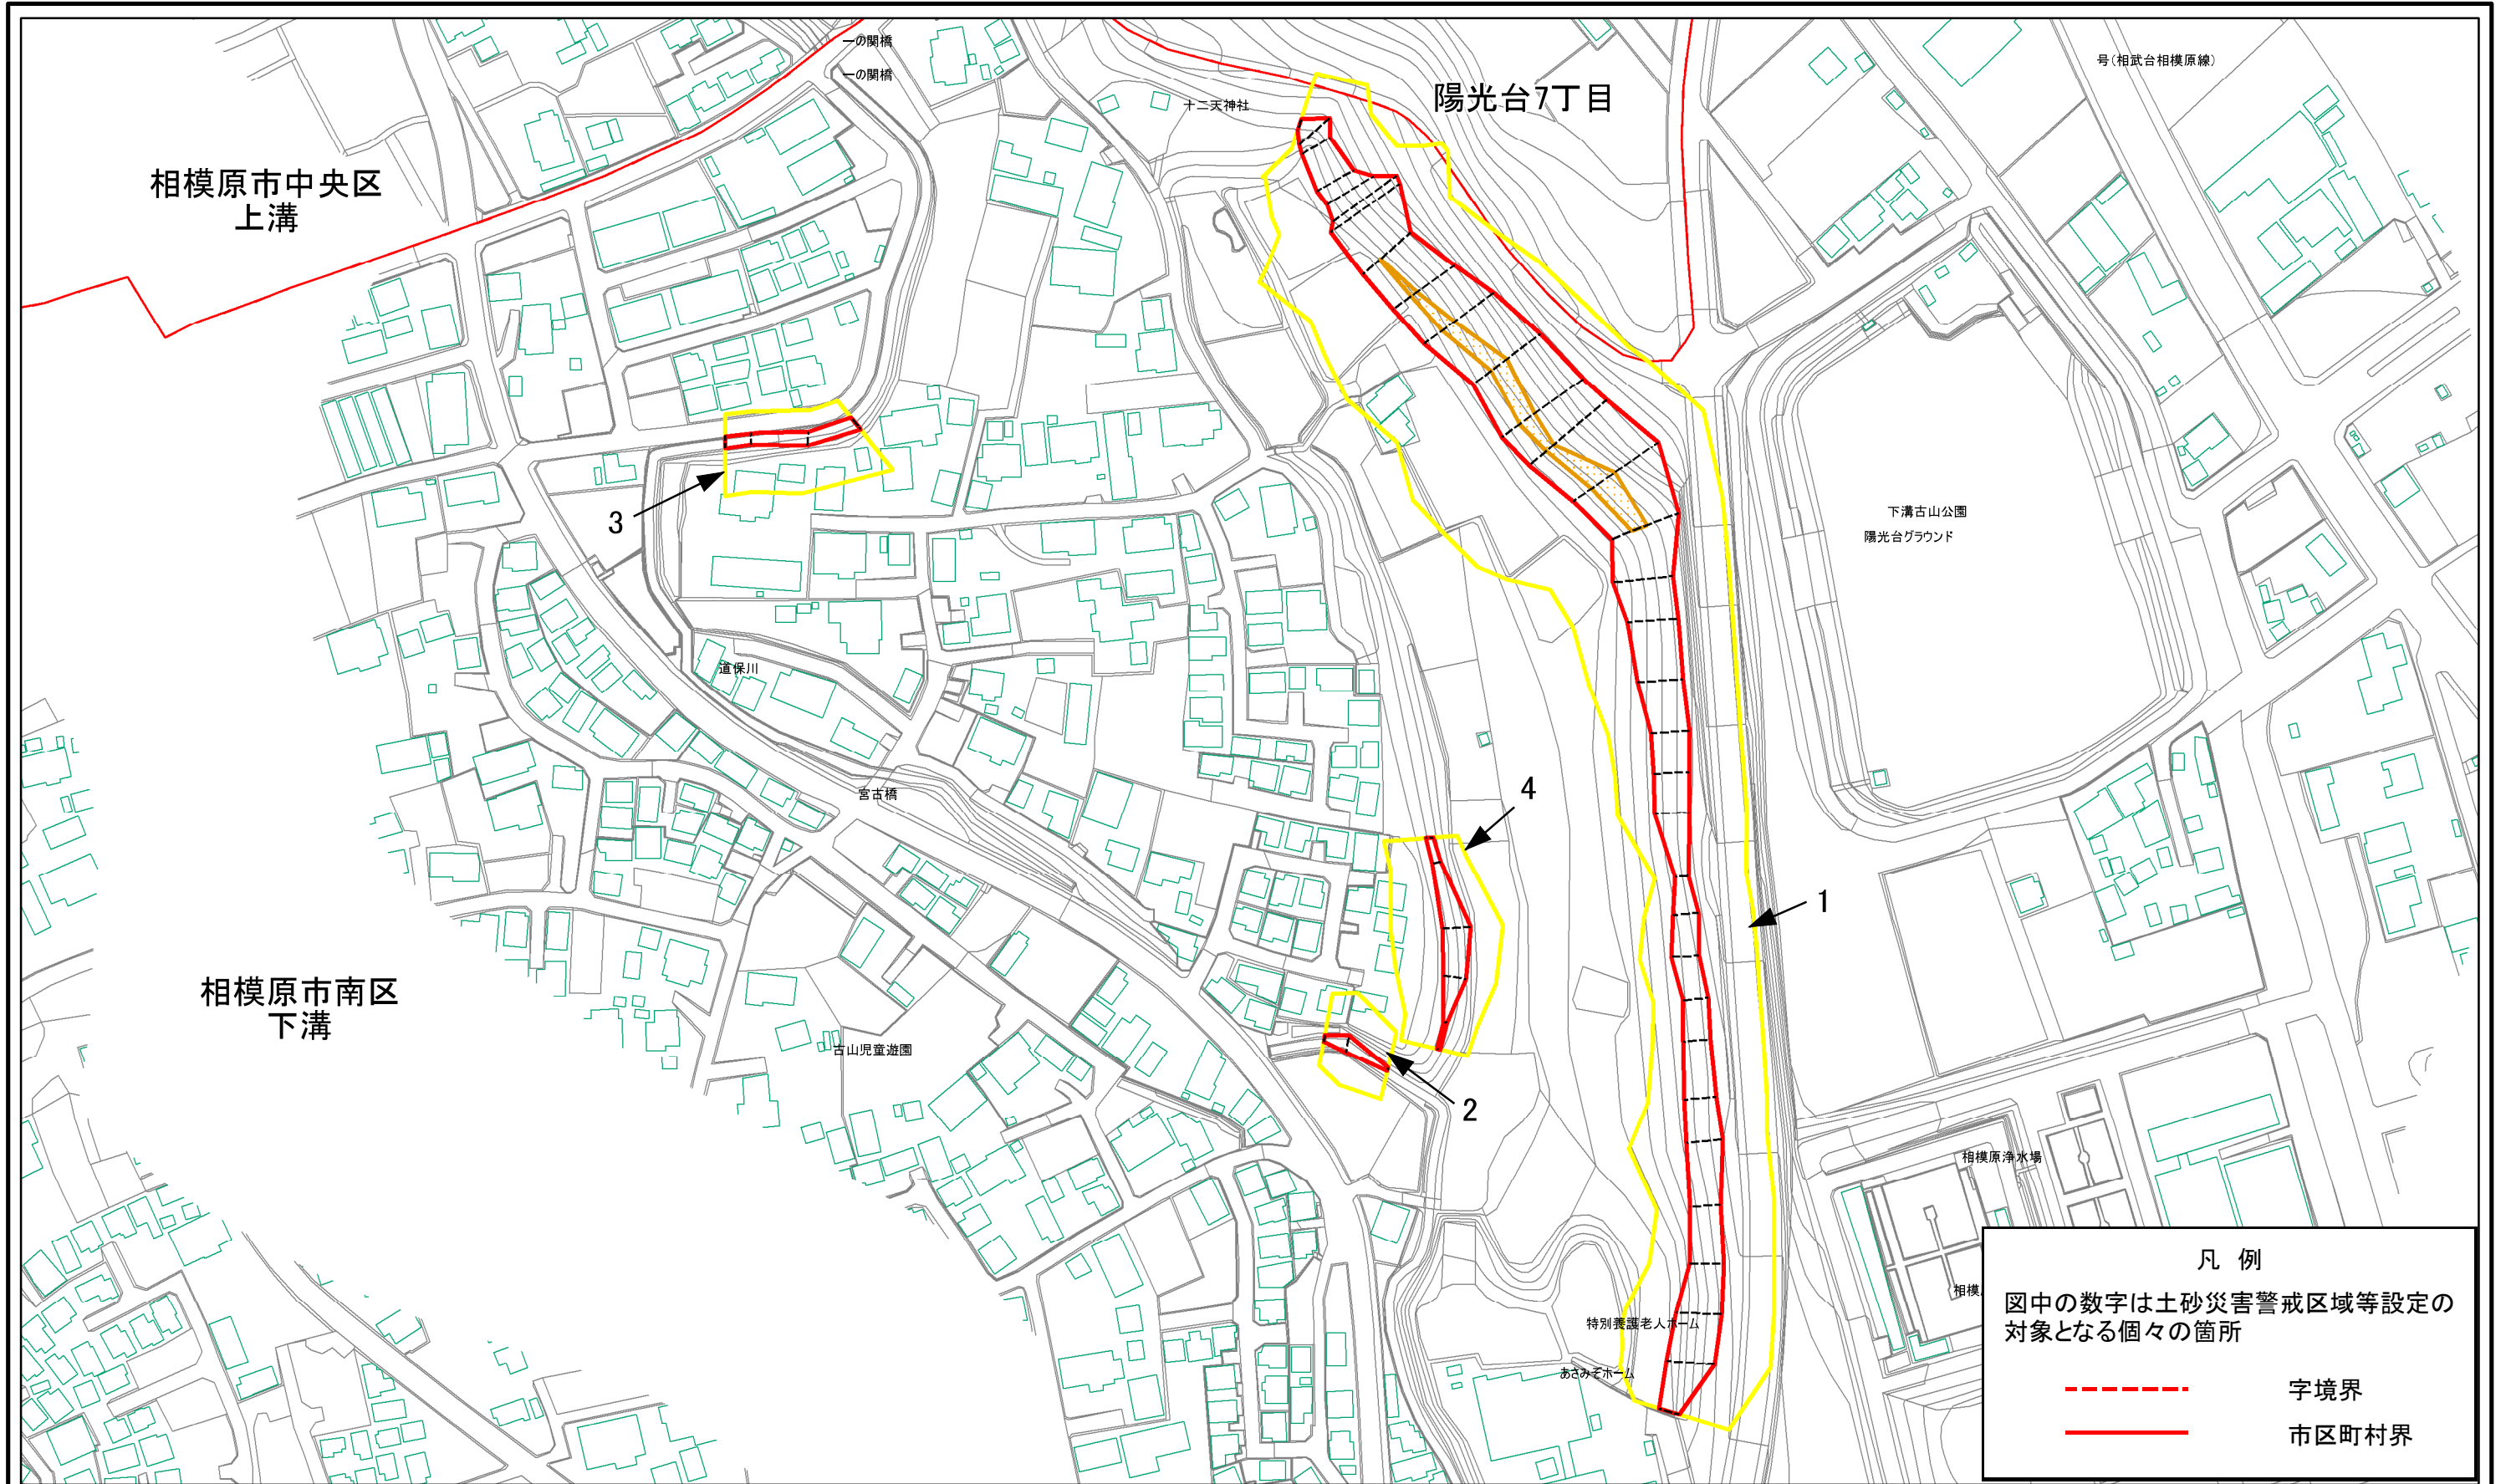 一の関橋
一の関橋
十二天神社
陽光台7丁目
号(相武台相模原線)
相模原市中央区
上溝
3
下溝古山公園
陽光台グラウンド
道保川
宮古橋
4
1
相模原市南区
下溝
古山児童遊園
2
相模原浄水場
相模
特別養護老人ホーム
あさみぞホーム
凡 例
図中の数字は土砂災害警戒区域等設定の
対象となる個々の箇所
字境界
市区町村界